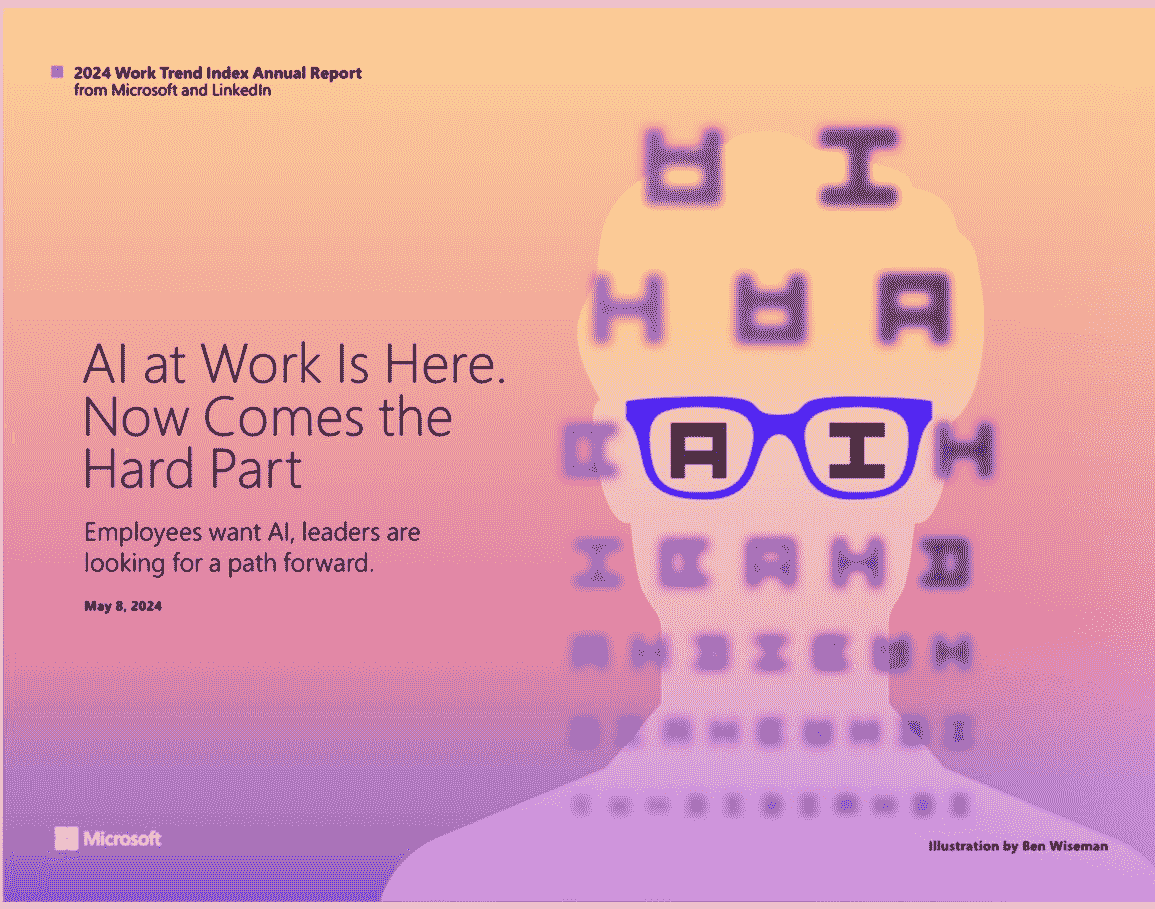 2024 Work Trend Index Annual Report
from Microsoft and LinkedIn
AI at Work Is Here.
Now Comes the
Hard Part
Employees want AI, leaders are
looking for a path forward.
May 8, 2024
A I
Microsoft
Illustration by Ben Wiseman